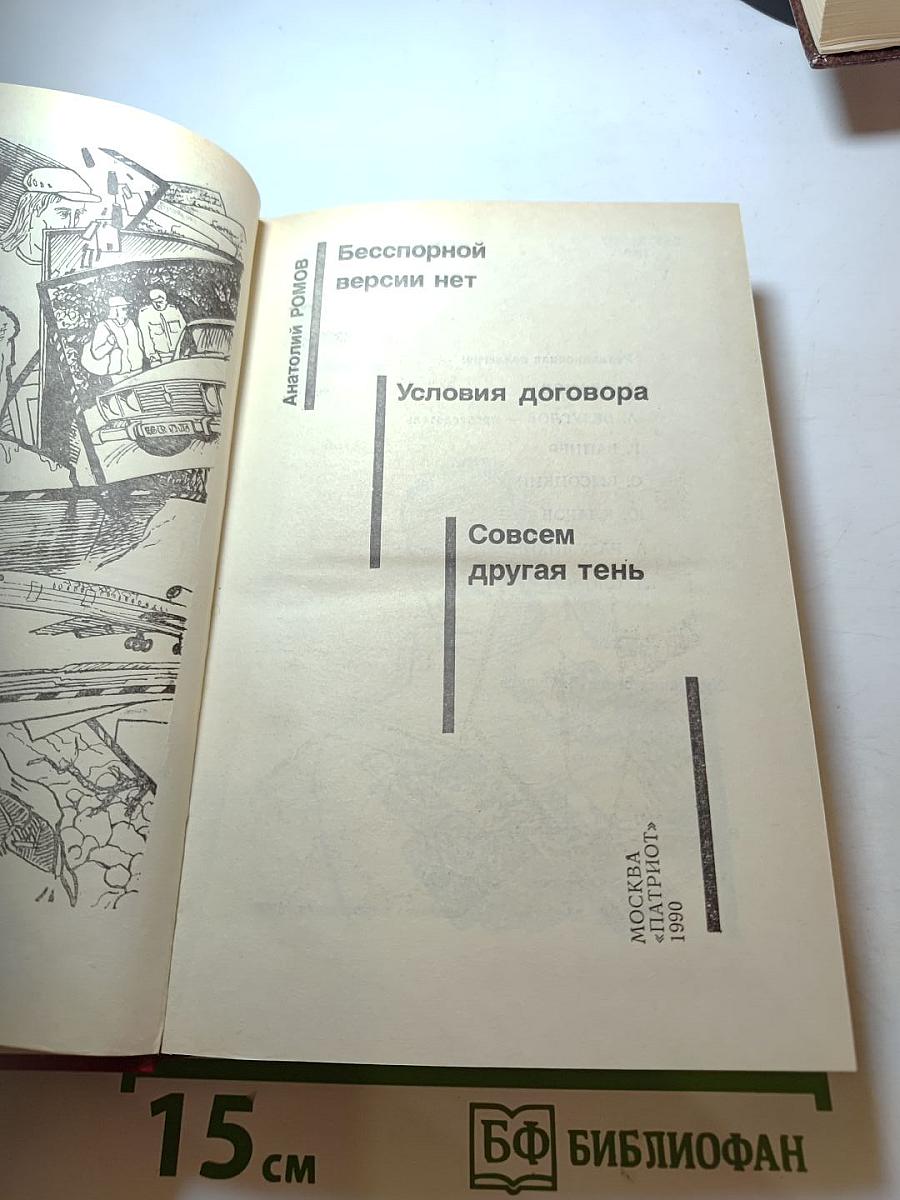 Анатолий РОМОВ
Бесспорной
версии нет
Условия договора
Совсем
другая тень
МОСКВА
«ПАТРИОТ»
1990
15 см
БФ БИБЛИОФАН